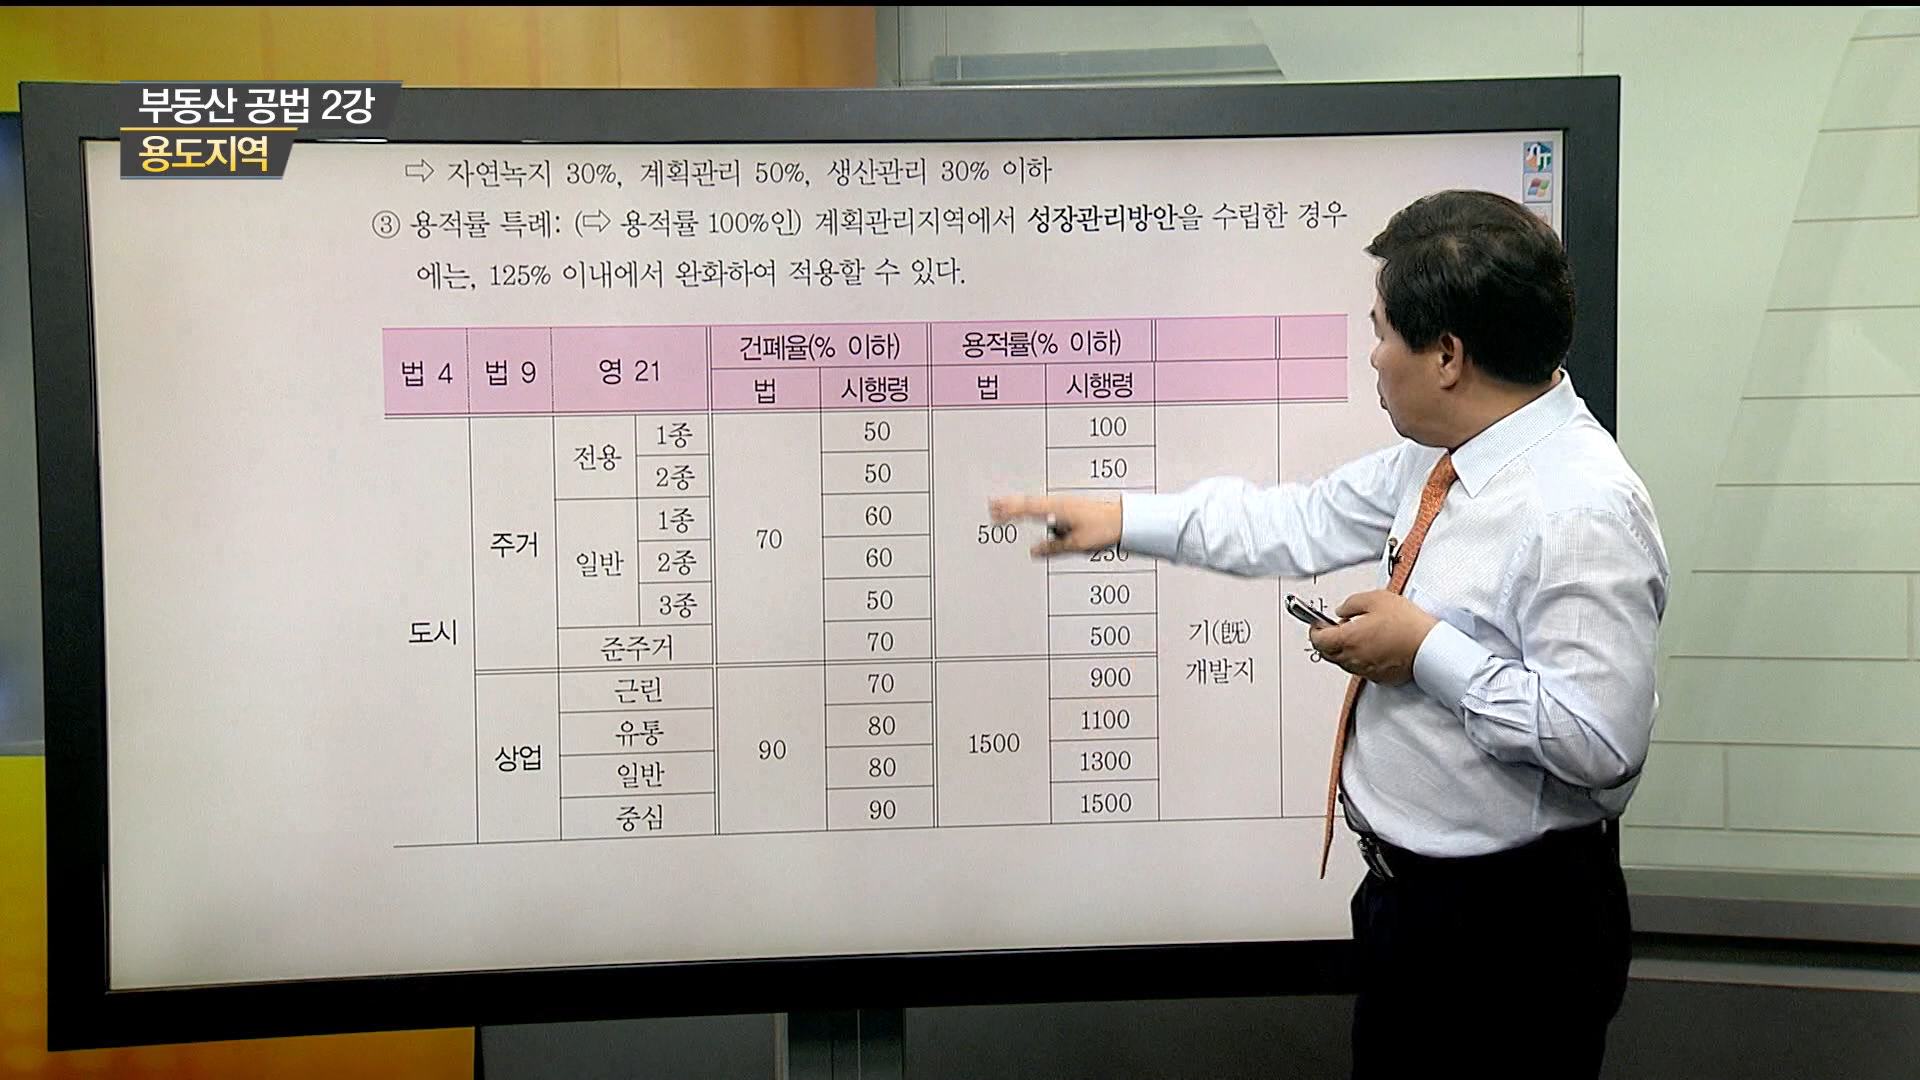 부동산 공법 2강
용도지역
⇨ 자연녹지 30%, 계획관리 50%, 생산관리 30% 이하
③ 용적률 특례: (⇨ 용적률 100%인) 계획관리지역에서 성장관리방안을 수립한 경우
에는, 125% 이내에서 완화하여 적용할 수 있다.
법 4 법 9 영 21 건폐율(% 이하) 용적률(% 이하)
법 시행령 법 시행령
도시 주거 전용 1종 70 50 500 100
2종 50 150
일반 1종 60
2종 60 250
3종 50 300
준주거 70 500
기(旣)
개발지
상업 근린 90 70 1500 900
유통 80 1100
일반 80 1300
중심 90 1500